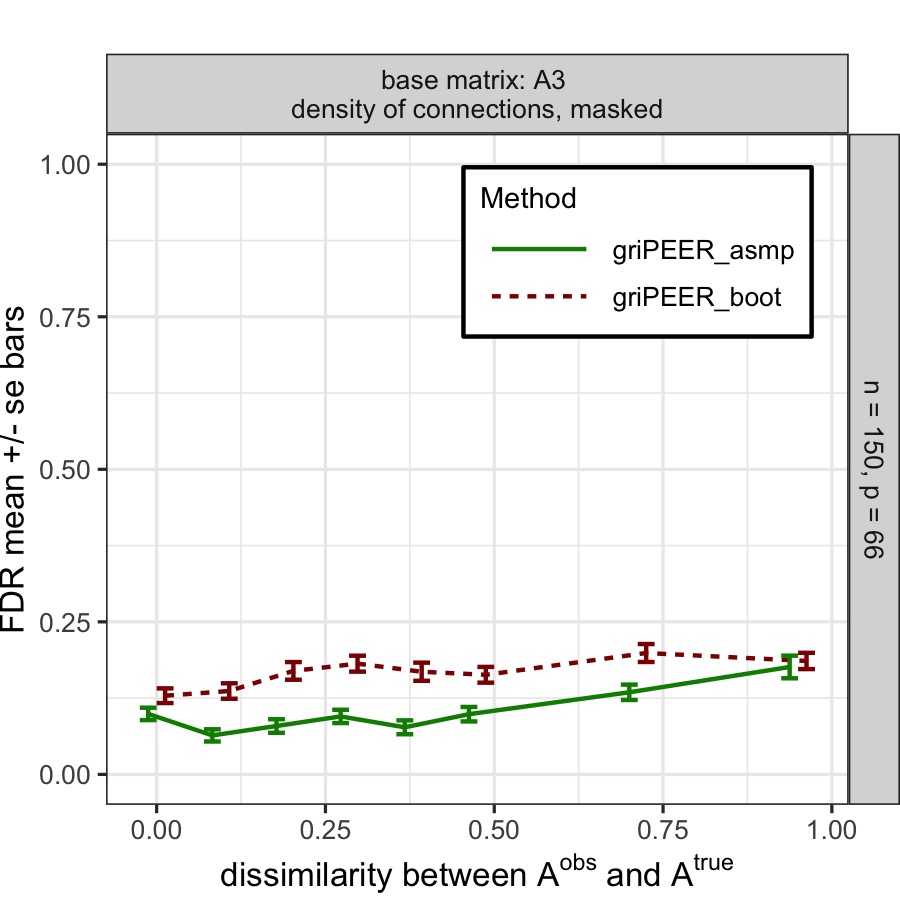 base matrix: A3
density of connections, masked
n = 150, p = 66
FDR mean +/- se bars
1.00
0.75
0.50
0.25
0.00
Method
griPEER_asmp
griPEER_boot
0.00 0.25 0.50 0.75 1.00
dissimilarity between A^obs and A^true